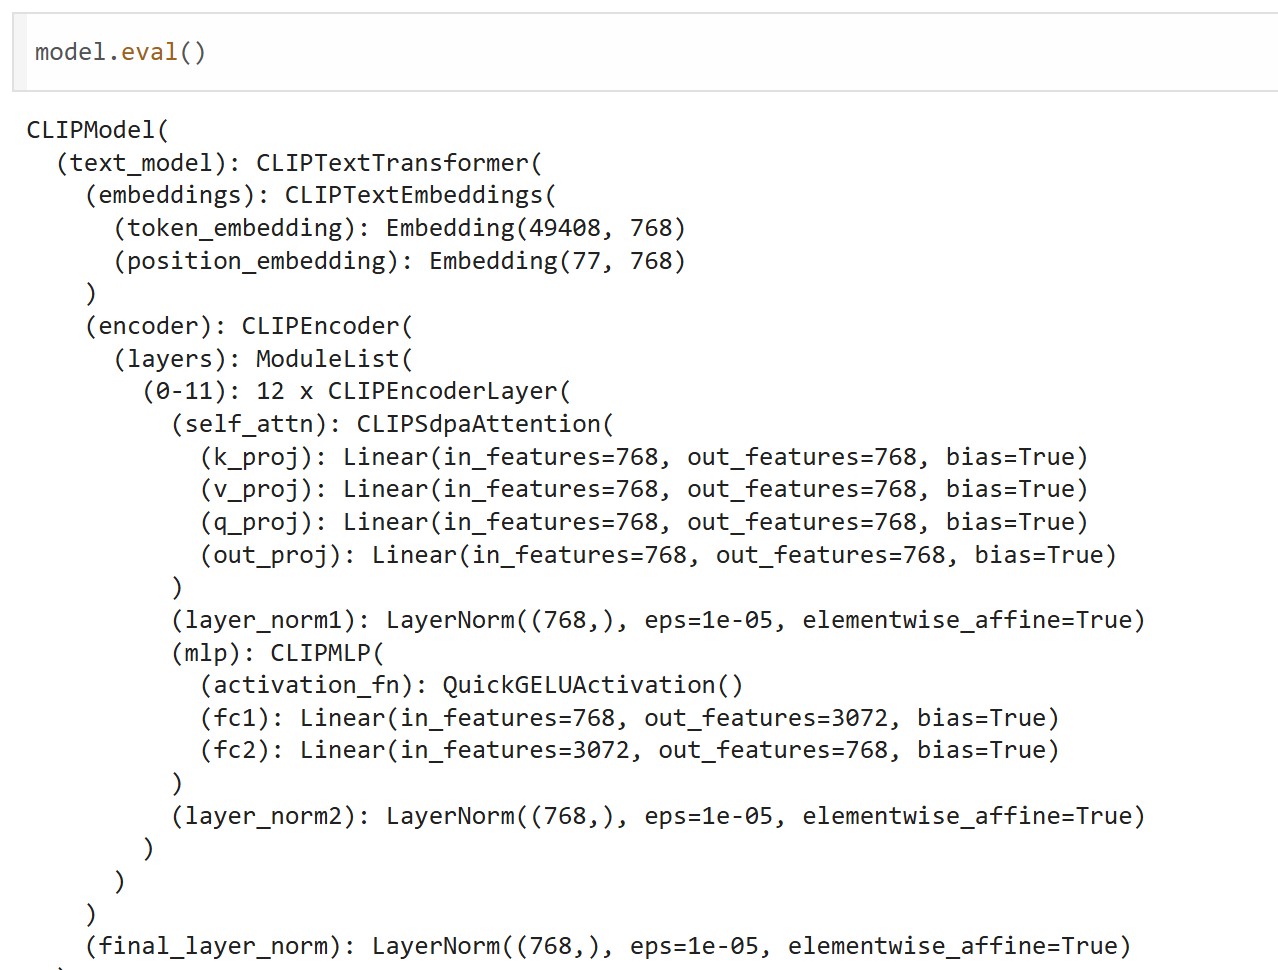 model.eval()
CLIPModel(
  (text_model): CLIPTextTransformer(
    (embeddings): CLIPTextEmbeddings(
      (token_embedding): Embedding(49408, 768)
      (position_embedding): Embedding(77, 768)
    )
    (encoder): CLIPEncoder(
      (layers): ModuleList(
        (0-11): 12 x CLIPEncoderLayer(
          (self_attn): CLIPSdpaAttention(
            (k_proj): Linear(in_features=768, out_features=768, bias=True)
            (v_proj): Linear(in_features=768, out_features=768, bias=True)
            (q_proj): Linear(in_features=768, out_features=768, bias=True)
            (out_proj): Linear(in_features=768, out_features=768, bias=True)
          )
          (layer_norm1): LayerNorm((768,), eps=1e-05, elementwise_affine=True)
          (mlp): CLIPMLP(
            (activation_fn): QuickGELUActivation()
            (fc1): Linear(in_features=768, out_features=3072, bias=True)
            (fc2): Linear(in_features=3072, out_features=768, bias=True)
          )
          (layer_norm2): LayerNorm((768,), eps=1e-05, elementwise_affine=True)
        )
      )
    )
    (final_layer_norm): LayerNorm((768,), eps=1e-05, elementwise_affine=True)